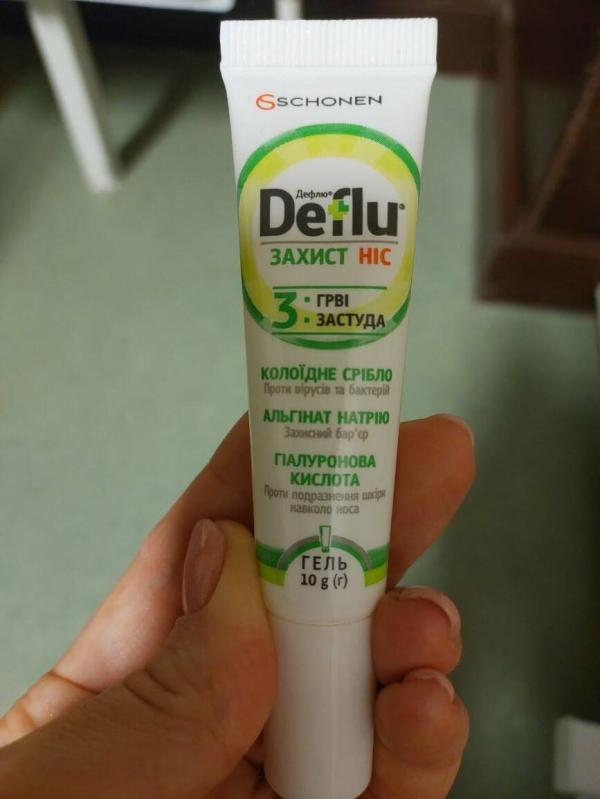 SCHONEN
Дефлю®
Deflu®
ЗАХИСТ НІС
3 : ГРВІ
ЗАСТУДА
КОЛОЇДНЕ СРІБЛО
Проти вірусів та бактерій
АЛЬГІНАТ НАТРІЮ
Захисний бар'єр
ГІАЛУРОНОВА
КИСЛОТА
Проти подразнення шкіри
навколо носа
ГЕЛЬ
10 g (г)